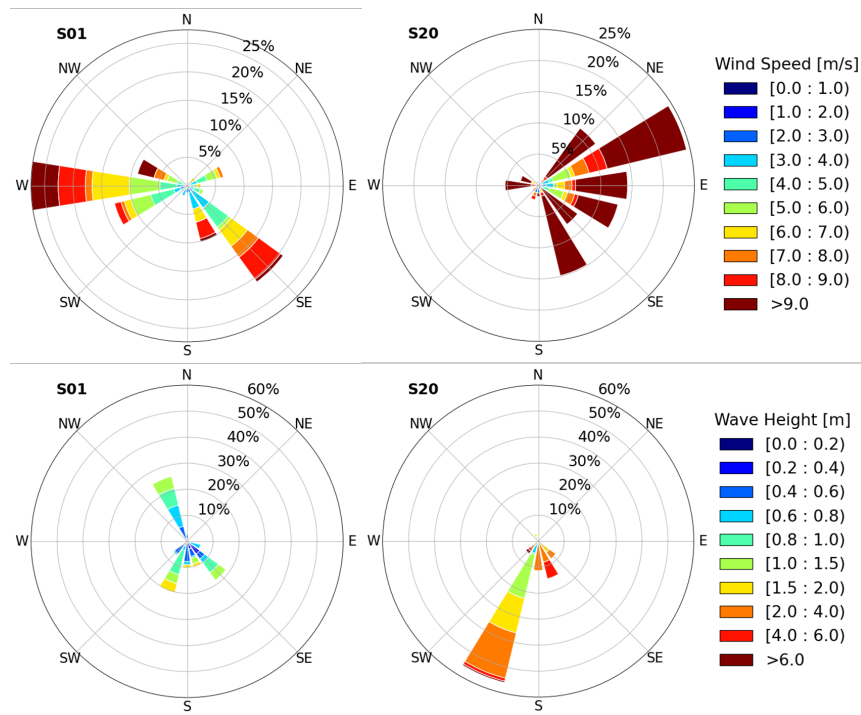 S01
N
NE
E
SE
S
SW
W
NW
5%
10%
15%
20%
25%
S20
N
NE
E
SE
S
SW
W
NW
5%
10%
15%
20%
25%
Wind Speed [m/s]
[0.0 : 1.0)
[1.0 : 2.0)
[2.0 : 3.0)
[3.0 : 4.0)
[4.0 : 5.0)
[5.0 : 6.0)
[6.0 : 7.0)
[7.0 : 8.0)
[8.0 : 9.0)
>9.0
S01
N
NE
E
SE
S
SW
W
NW
10%
20%
30%
40%
50%
60%
S20
N
NE
E
SE
S
SW
W
NW
10%
20%
30%
40%
50%
60%
Wave Height [m]
[0.0 : 0.2)
[0.2 : 0.4)
[0.4 : 0.6)
[0.6 : 0.8)
[0.8 : 1.0)
[1.0 : 1.5)
[1.5 : 2.0)
[2.0 : 4.0)
[4.0 : 6.0)
>6.0